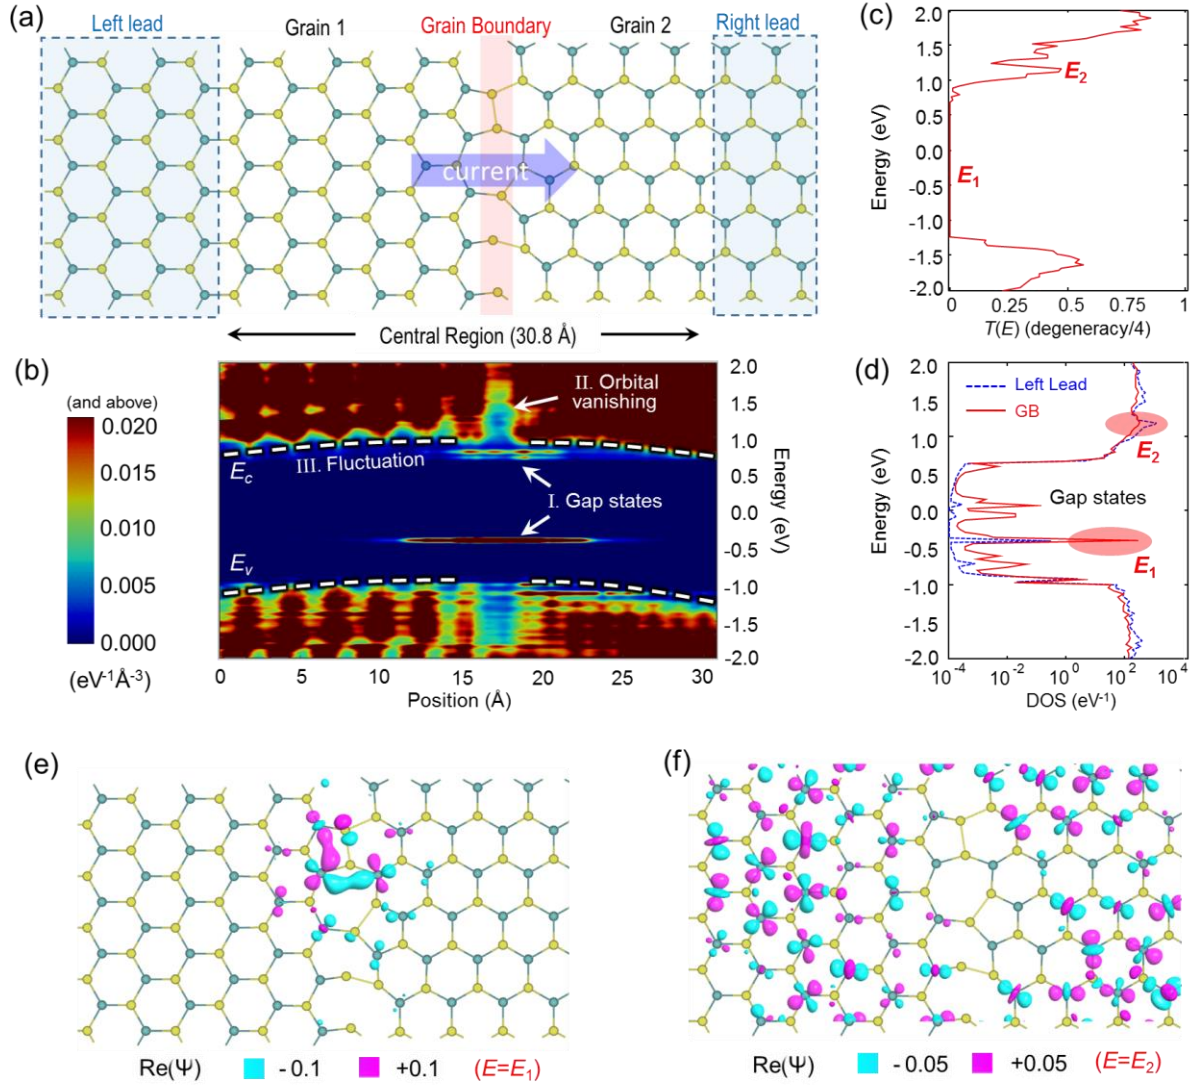 (a)
Left lead
Grain 1
Grain Boundary
Grain 2
Right lead
current
Central Region (30.8 Å)
(b)
(and above)
0.020
0.015
0.010
0.005
0.000
(eV⁻¹Å⁻³)
II. Orbital
vanishing
III. Fluctuation
I. Gap states
E_c
E_v
2.0
1.5
1.0
0.5
0.0
-0.5
-1.0
-1.5
-2.0
Energy (eV)
0 5 10 15 20 25 30
Position (Å)
(c)
2.0
1.5
1.0
0.5
0.0
-0.5
-1.0
-1.5
-2.0
Energy (eV)
E₂
E₁
0 0.25 0.5 0.75 1
T(E) (degeneracy/4)
(d)
2.0
1.5
1.0
0.5
0.0
-0.5
-1.0
-1.5
-2.0
Energy (eV)
Left Lead
GB
E₂
Gap states
E₁
10⁻⁴ 10⁻² 10⁰ 10² 10⁴
DOS (eV⁻¹)
(e)
Re(Ψ) - 0.1 +0.1 (E=E₁)
(f)
Re(Ψ) - 0.05 +0.05 (E=E₂)